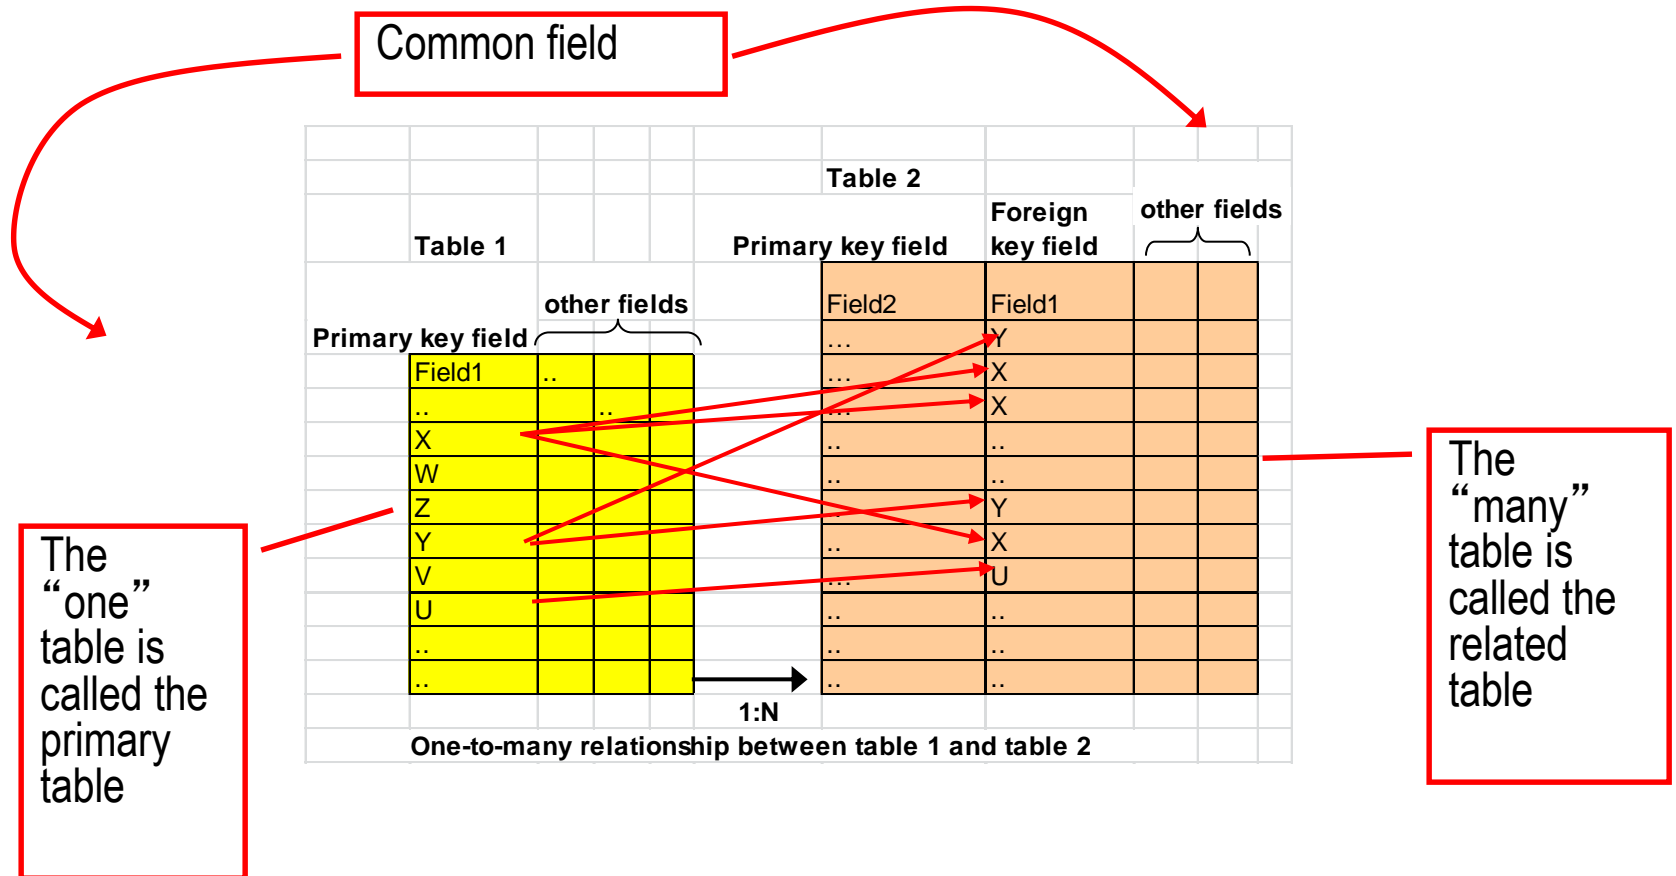 Common field
Table 2
Foreign
key field
other fields
Table 1
Primary key field
other fields
Field2 Field1
Primary key field
... Y
Field1 .. ... X
.. .. ... X
X .. ..
W .. ..
Z .. Y
Y .. X
V ... U
U .. ..
.. .. ..
.. .. ..
1:N
One-to-many relationship between table 1 and table 2
The
“one”
table is
called the
primary
table
The
“many”
table is
called the
related
table